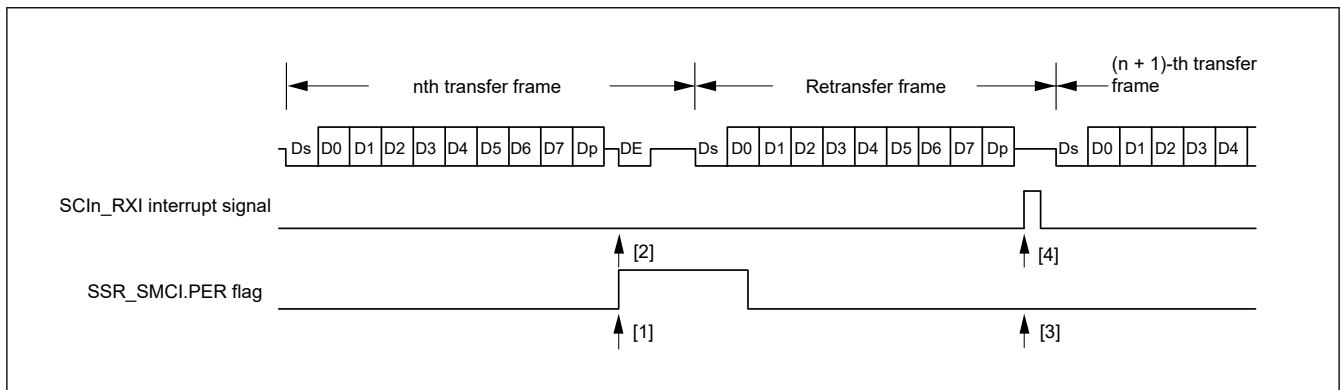 nth transfer frame
Retransfer frame
(n + 1)-th transfer
frame
Ds D0 D1 D2 D3 D4 D5 D6 D7 Dp DE Ds D0 D1 D2 D3 D4 D5 D6 D7 Dp Ds D0 D1 D2 D3 D4
SCIn_RXI interrupt signal
[2] [4]
SSR_SMCI.PER flag
[1] [3]